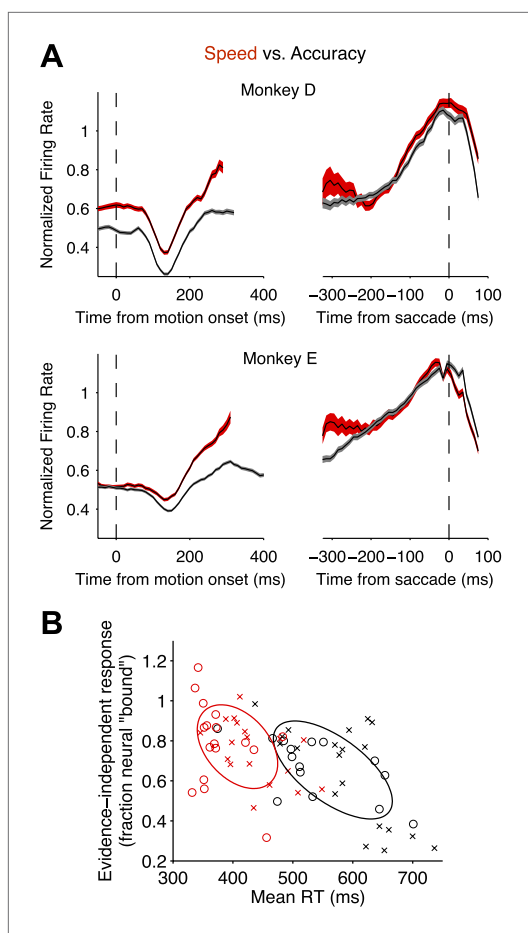 A
Speed vs. Accuracy
Monkey D
Normalized Firing Rate
1
0.8
0.6
0.4
0 200 400
Time from motion onset (ms)
−300 −200 −100 0 100
Time from saccade (ms)
Monkey E
Normalized Firing Rate
1
0.8
0.6
0.4
0 200 400
Time from motion onset (ms)
−300 −200 −100 0 100
Time from saccade (ms)
B
Evidence−independent response
(fraction neural "bound")
1.2
1
0.8
0.6
0.4
0.2
300 400 500 600 700
Mean RT (ms)